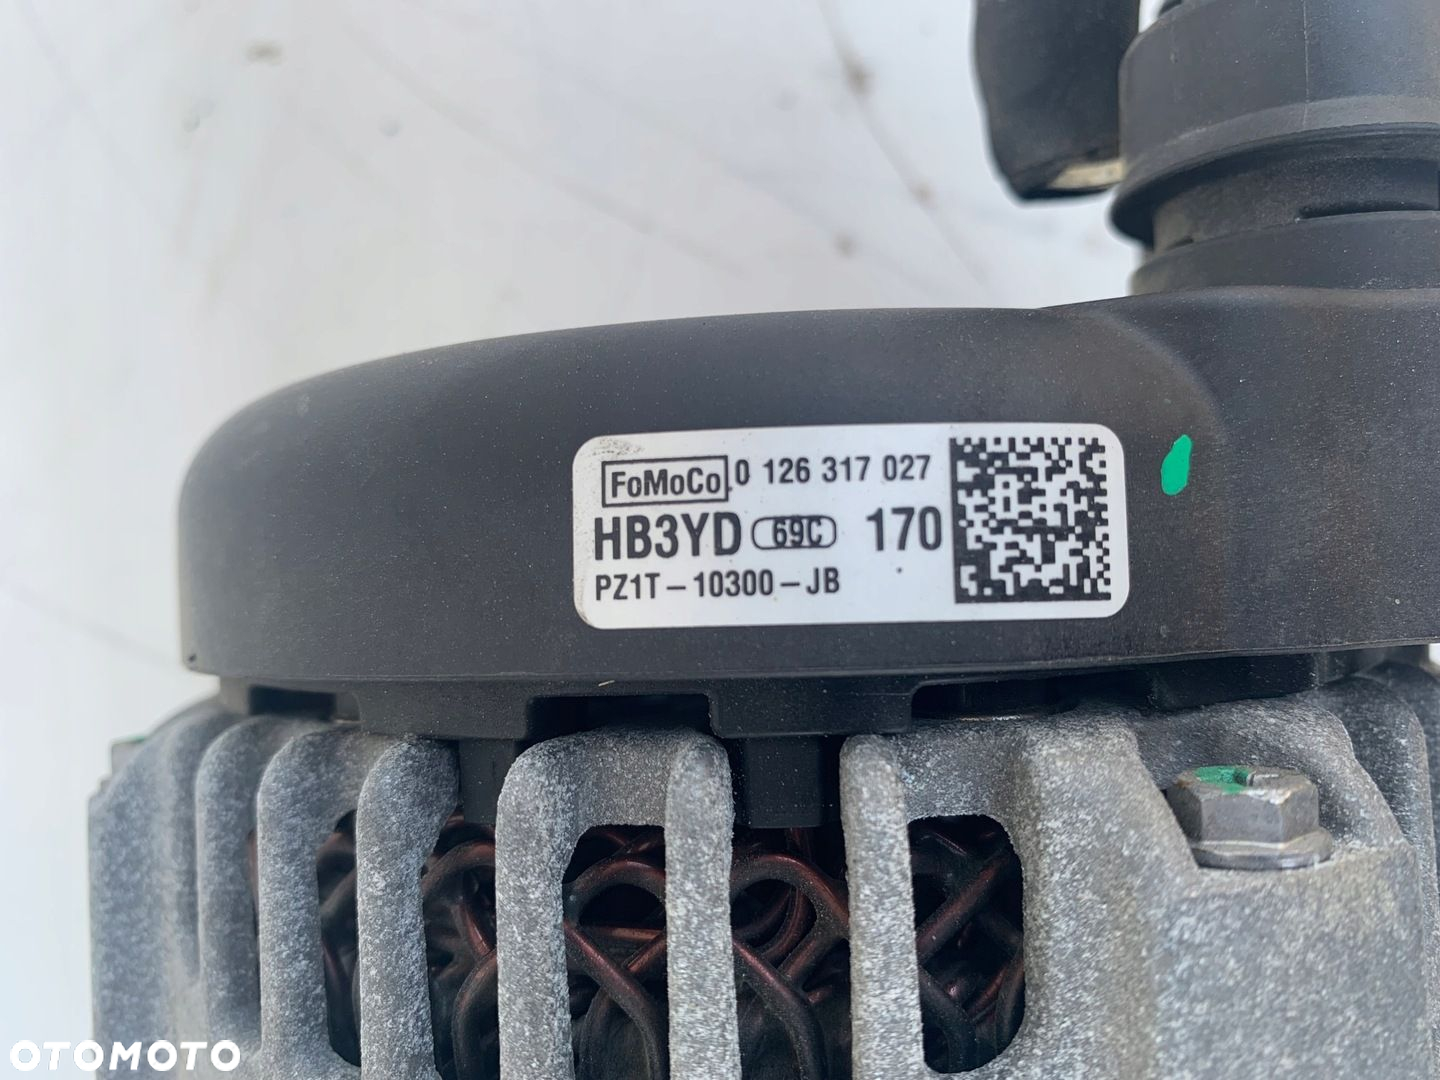 FoMoCo 0 126 317 027
HB3YD 69C 170
PZ1T-10300-JB
OTOMOTO